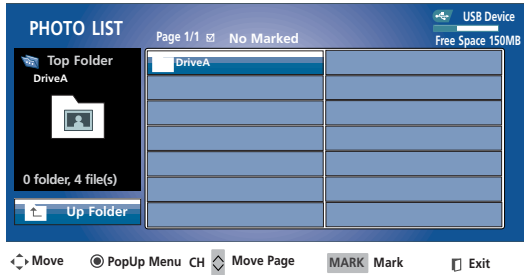 PHOTO LIST
Page 1/1 No Marked
USB Device
Free Space 150MB
Top Folder
DriveA
DriveA
0 folder, 4 file(s)
Up Folder
Move PopUp Menu CH Move Page MARK Mark Exit